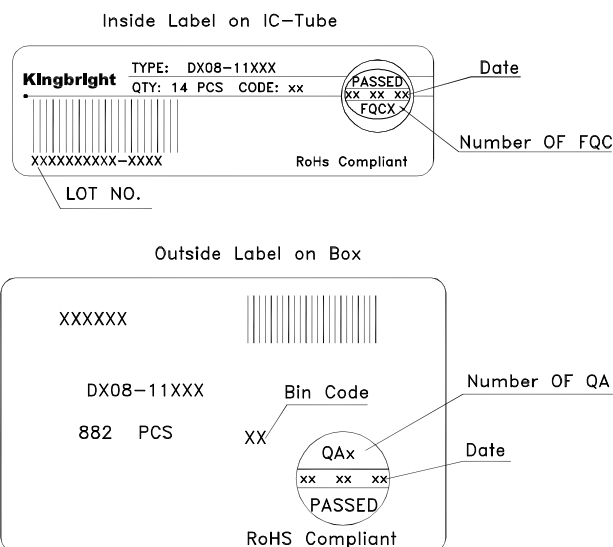 Inside Label on IC-Tube
Kingbright
TYPE: DX08-11XXX
QTY: 14 PCS CODE: xx
PASSED
xx xx xx
FQCX
Date
Number OF FQC
XXXXXXXXXX-XXXX
RoHs Compliant
LOT NO.
Outside Label on Box
XXXXXX
DX08-11XXX
Bin Code
882 PCS
XX
Number OF QA
QAx
Date
xx xx xx
PASSED
RoHS Compliant